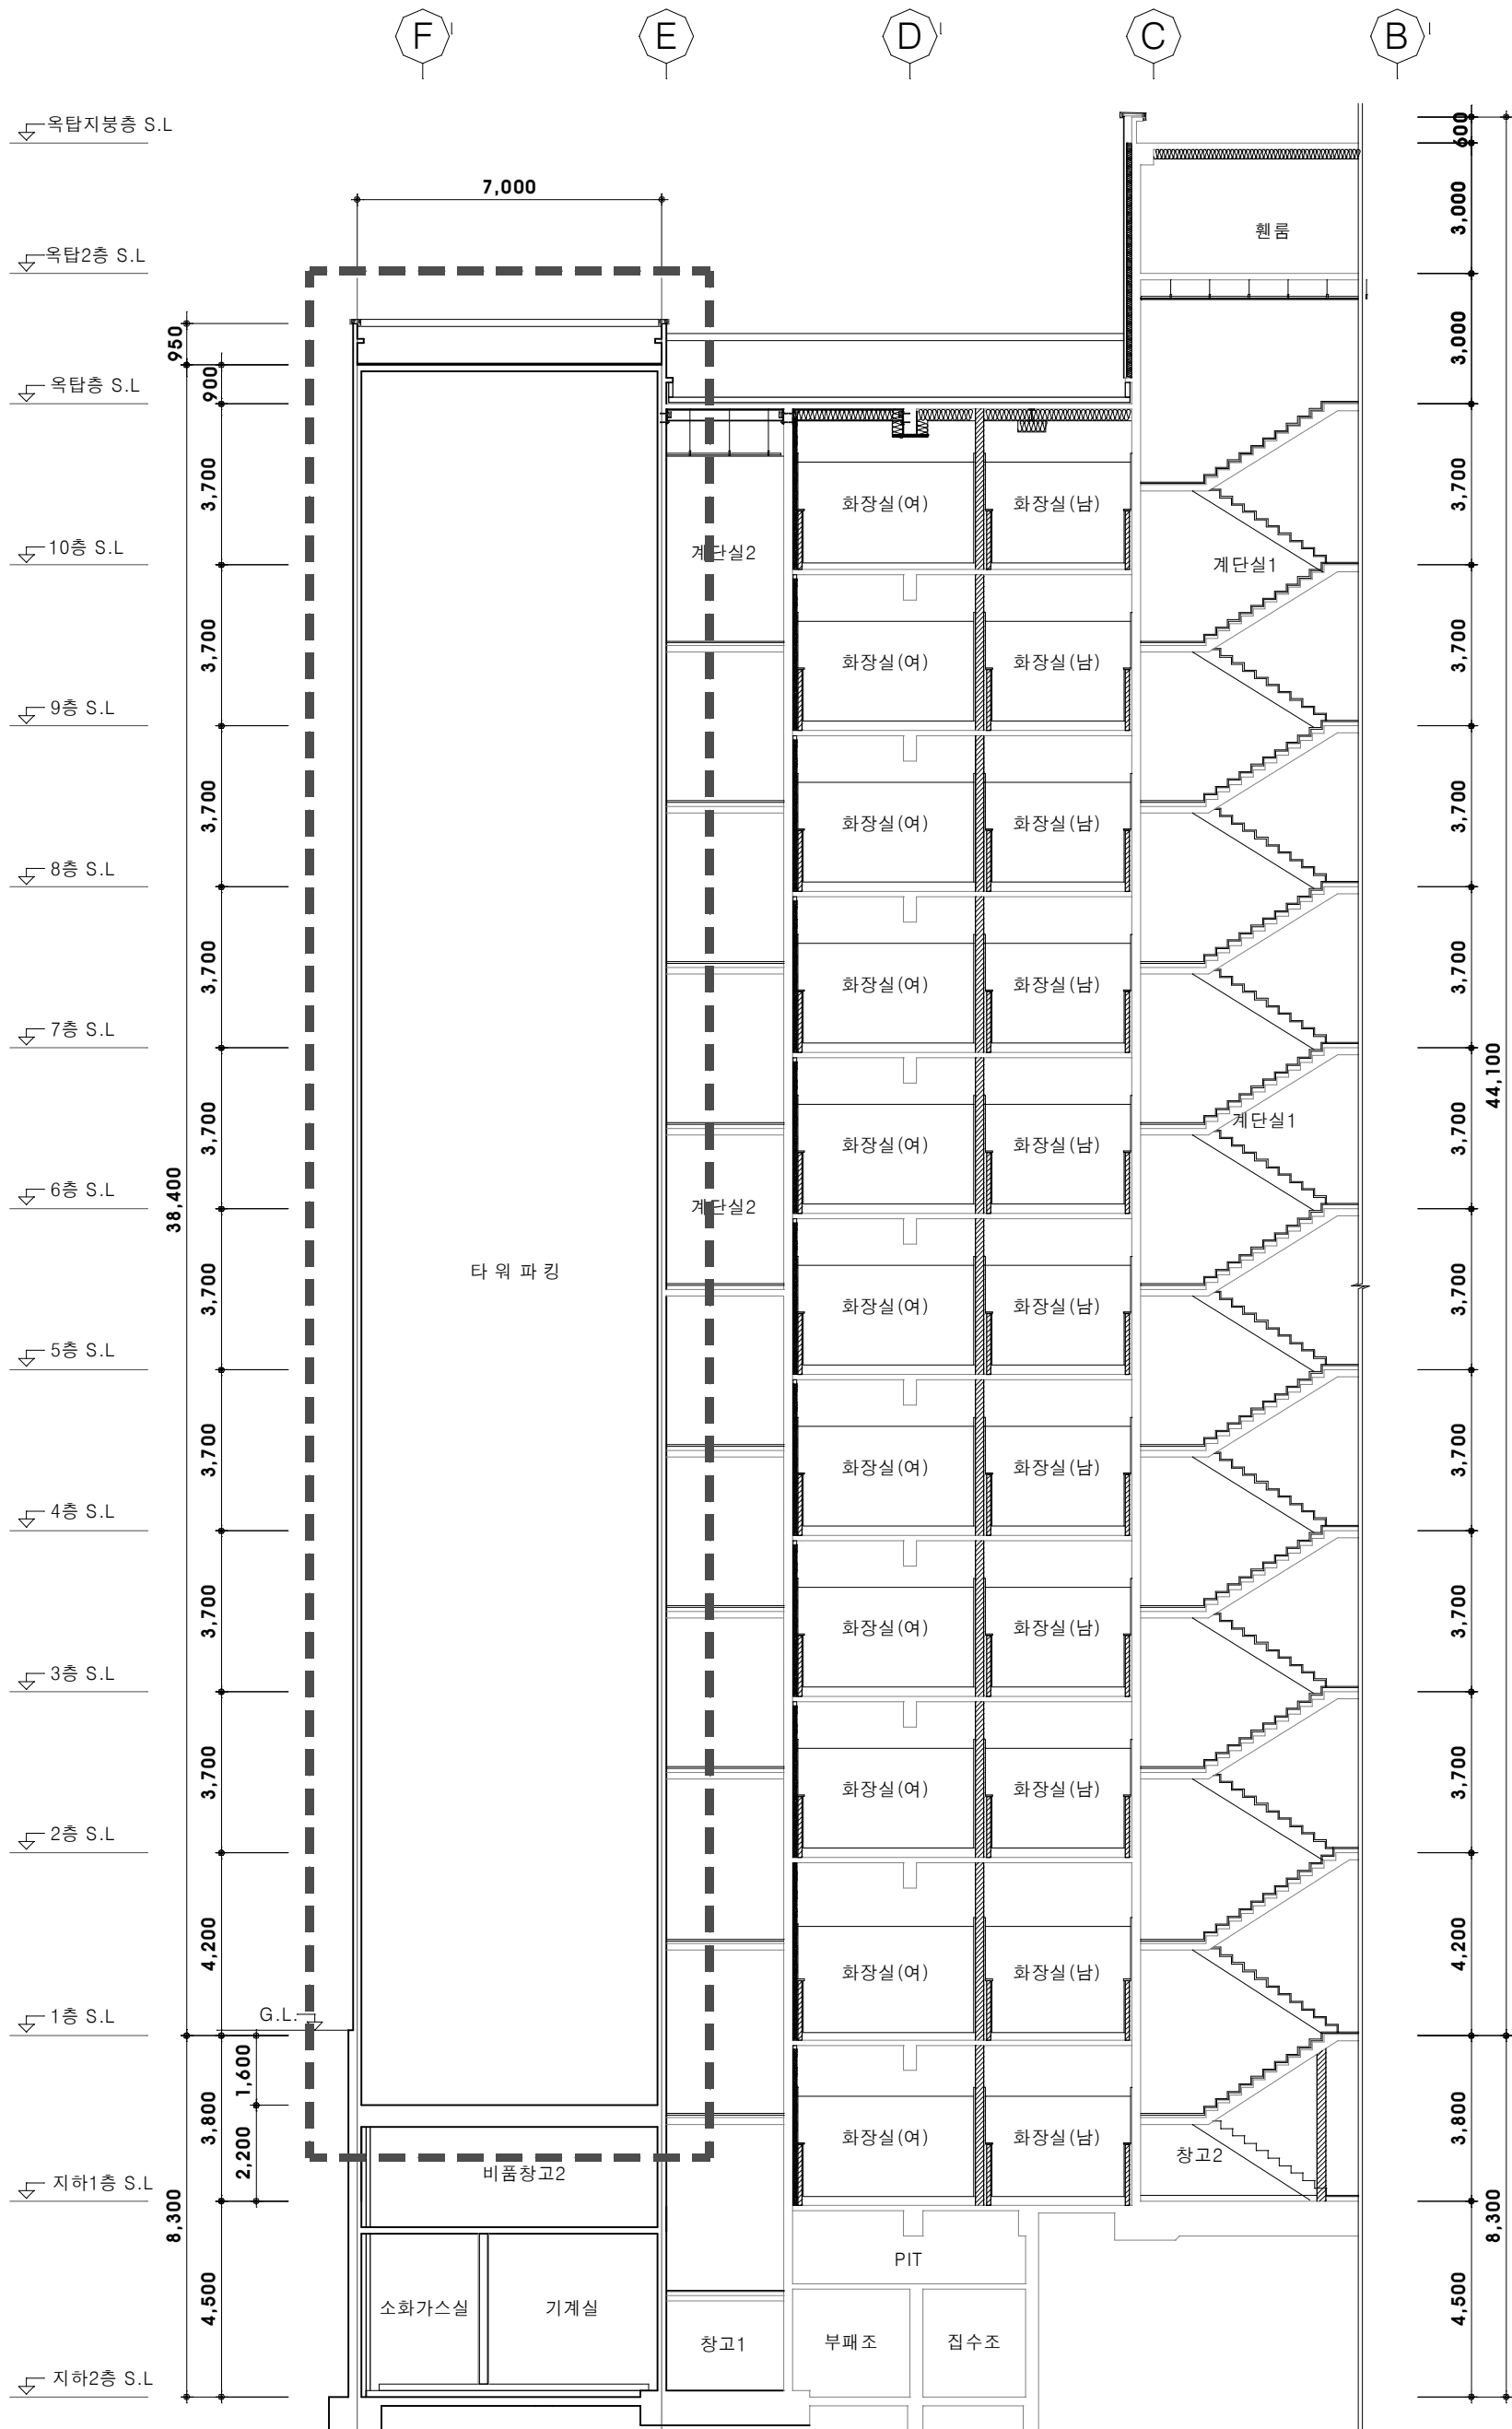 F E D C B
옥탑지붕층 S.L
600
7,000
3,000
휀룸
옥탑2층 S.L
950
3,000
옥탑층 S.L
900
3,700
화장실(여) 화장실(남)
3,700
10층 S.L
계단실2
계단실1
3,700
화장실(여) 화장실(남)
3,700
9층 S.L
3,700
화장실(여) 화장실(남)
3,700
8층 S.L
3,700
화장실(여) 화장실(남)
3,700
7층 S.L
44,100
3,700
화장실(여) 화장실(남)
계단실1
3,700
6층 S.L
38,400
계단실2
타 워 파 킹
3,700
화장실(여) 화장실(남)
3,700
5층 S.L
3,700
화장실(여) 화장실(남)
3,700
4층 S.L
3,700
화장실(여) 화장실(남)
3,700
3층 S.L
3,700
화장실(여) 화장실(남)
3,700
2층 S.L
4,200
화장실(여) 화장실(남)
4,200
1층 S.L
G.L.
1,600
3,800
2,200
화장실(여) 화장실(남)
창고2
3,800
비품창고2
지하1층 S.L
8,300
8,300
PIT
4,500
소화가스실 기계실
창고1
부패조 집수조
4,500
지하2층 S.L